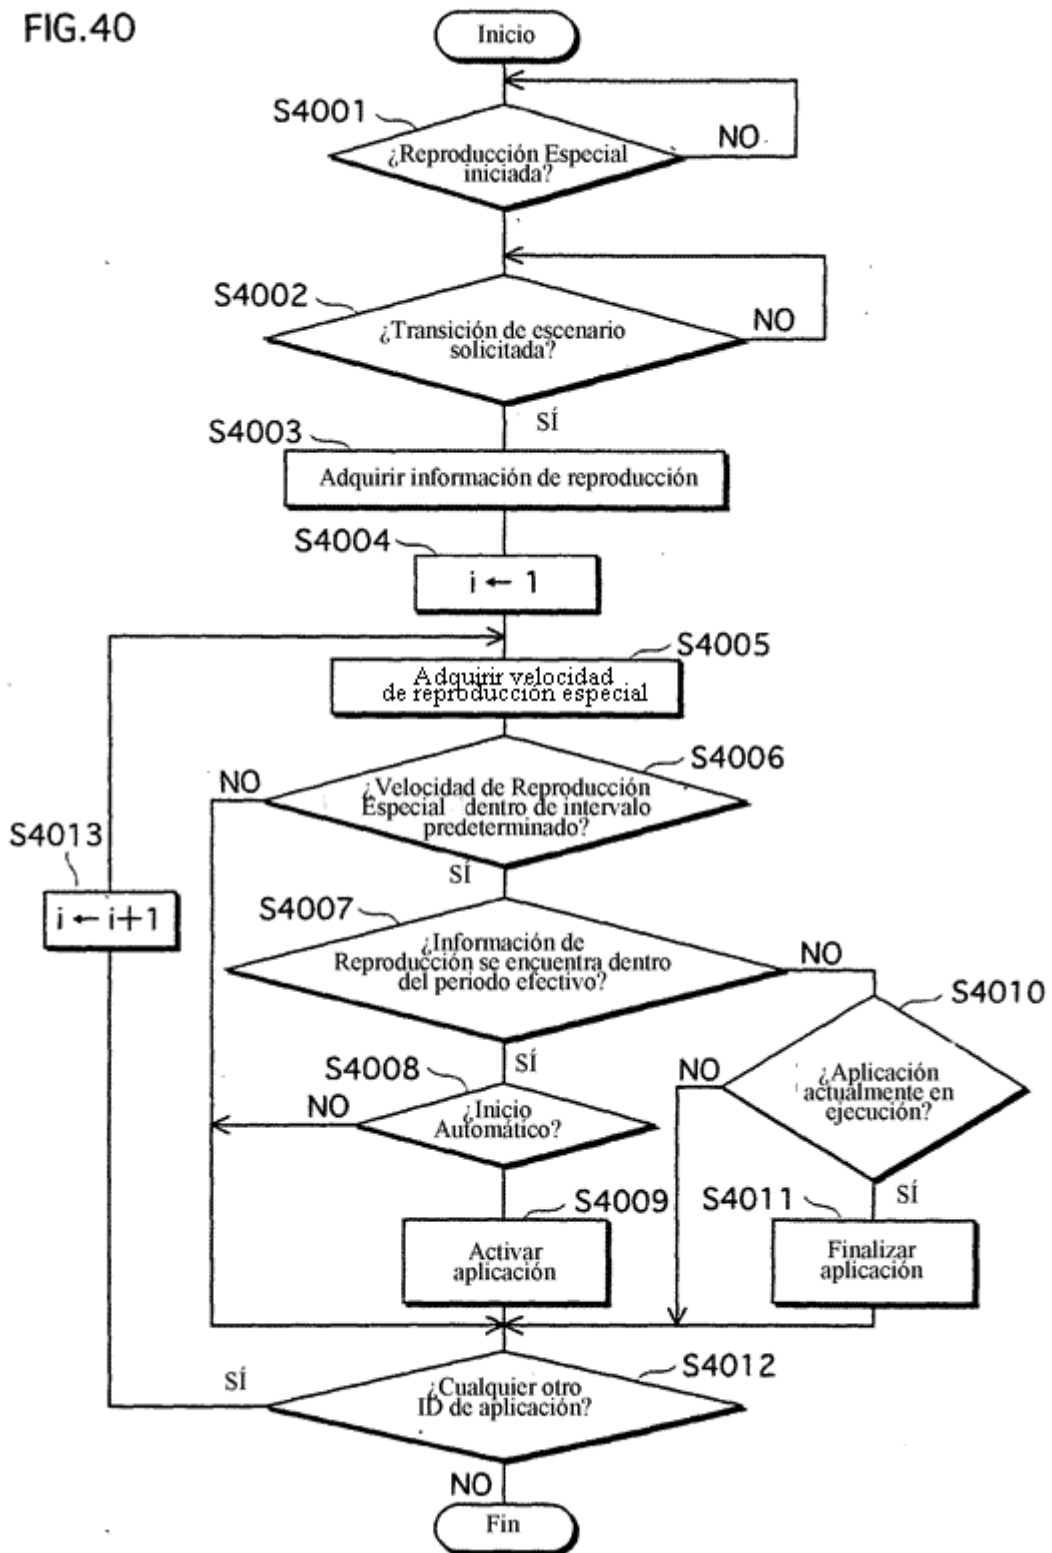 FIG.40
Inicio
S4001
¿Reproducción Especial
iniciada?
NO
S4002
¿Transición de escenario
solicitada?
NO
SÍ
S4003
Adquirir información de reproducción
S4004
i ← 1
S4005
Adquirir velocidad
de reproducción especial
S4006
NO
¿Velocidad de Reproducción
Especial dentro de intervalo
predeterminado?
S4013
SÍ
i ← i+1
S4007
¿Información de
Reproducción se encuentra dentro
del periodo efectivo?
NO
S4010
SÍ
S4008
NO
¿Aplicación
actualmente en
ejecución?
NO
¿Inicio
Automático?
S4009
S4011
SÍ
Activar
aplicación
Finalizar
aplicación
S4012
SÍ
¿Cualquier otro
ID de aplicación?
NO
Fin